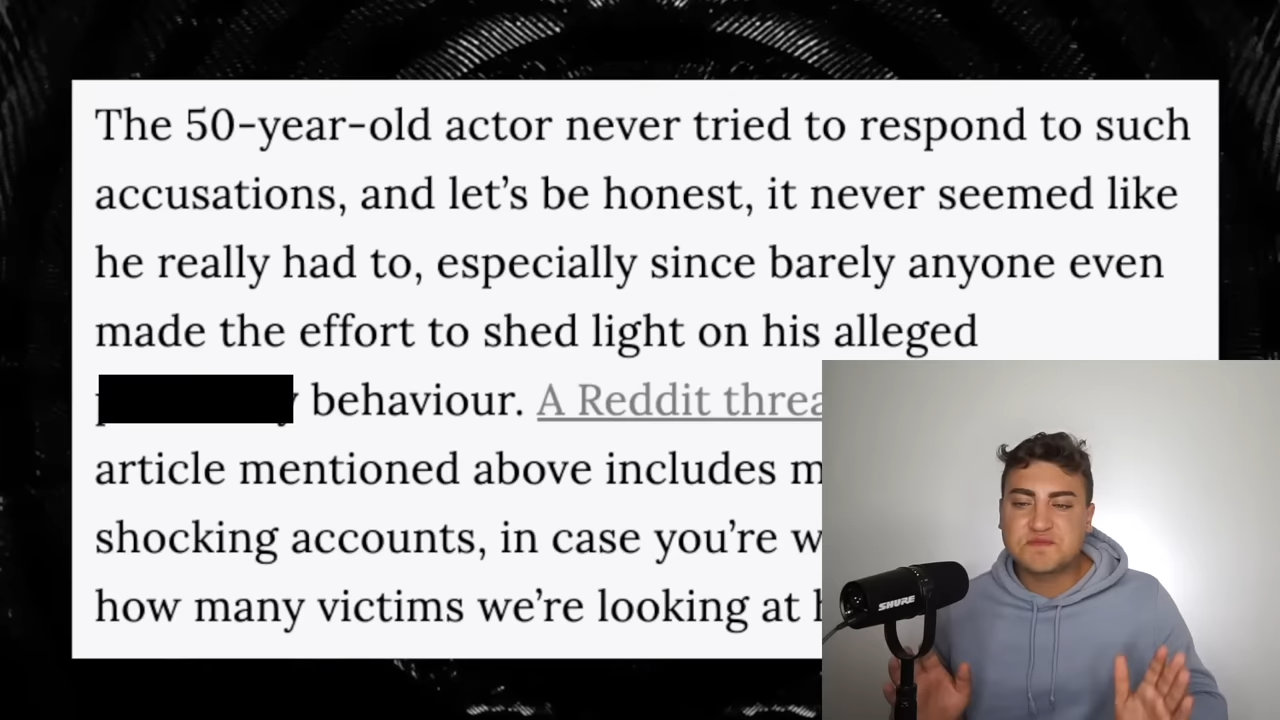 The 50-year-old actor never tried to respond to such
accusations, and let's be honest, it never seemed like
he really had to, especially since barely anyone even
made the effort to shed light on his alleged
behaviour. A Reddit
article mentioned above includes
shocking accounts, in case you're
how many victims we're looking at
SHURE